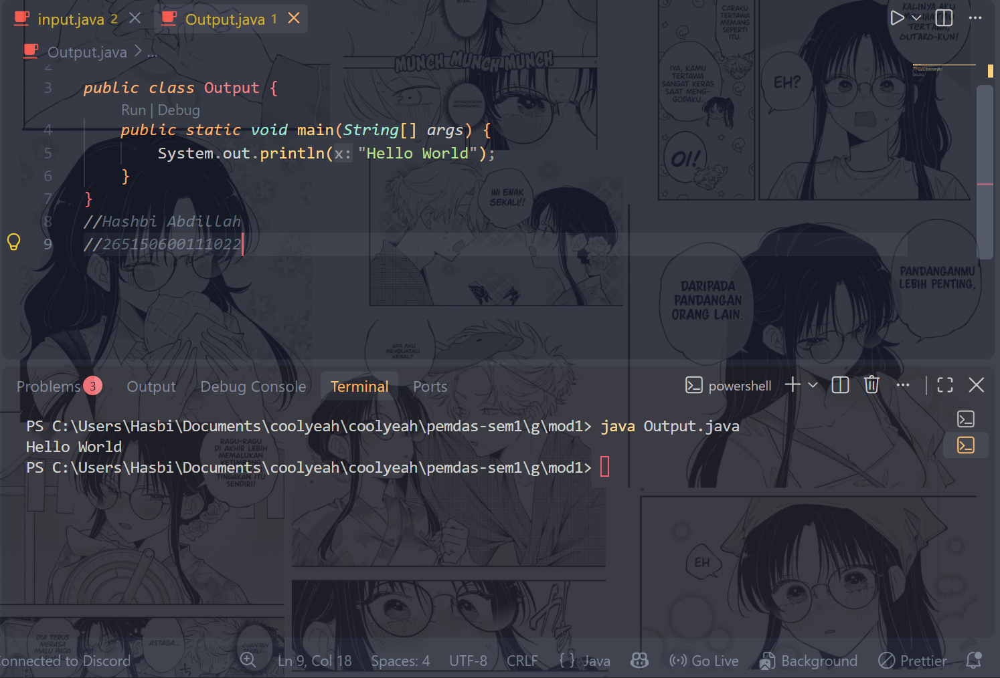 input.java 2
Output.java 1
Output.java > ...
2
3 public class Output {
Run | Debug
4 public static void main(String[] args) {
5 System.out.println(x: "Hello World");
6 }
7 }
8 //Hashbi Abdillah
9 //265150600111022
MUNCH MUNCH MUNCH
CARAKU
TERTAWA
MEMANG
SEPERTI
ITU.
IYA, KAMU
TERTAWA
SANGAT KERAS
SAAT MENG-
GODAKU.
OI!
EH?
KALINYA AKU
TERTAWA,
OUTARO-KUN!
INI ENAK
SEKALI!!
DARIPADA
PANDANGAN
ORANG LAIN.
PANDANGANMU
LEBIH PENTING,
APA AKU
MEMBUATMU
KESAL?
Problems 3
Output
Debug Console
Terminal
Ports
powershell
PS C:\Users\Hasbi\Documents\coolyeah\coolyeah\pemdas-sem1\g\mod1> java Output.java
Hello World
PS C:\Users\Hasbi\Documents\coolyeah\coolyeah\pemdas-sem1\g\mod1>
RAGU-RAGU
DI AKHIR LEBIH
MEMALUKAN
TINDAKAN ITU
SENDIRI!
EH
DIA TERUS
MERASA
MALU PADA
ASTAGA...
J-JANTAN
onnected to Discord
Ln 9, Col 18
Spaces: 4
UTF-8
CRLF
{ } Java
Go Live
Background
Prettier